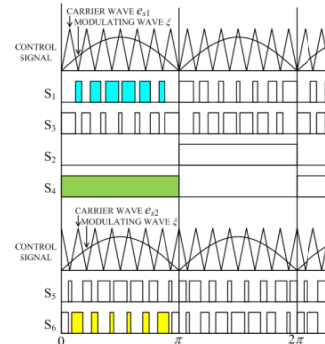 CARRIER WAVE e_s1
MODULATING WAVE ξ
CONTROL
SIGNAL
S1
S3
S2
S4
CARRIER WAVE e_s2
MODULATING WAVE ξ
CONTROL
SIGNAL
S5
S6
0 π 2π